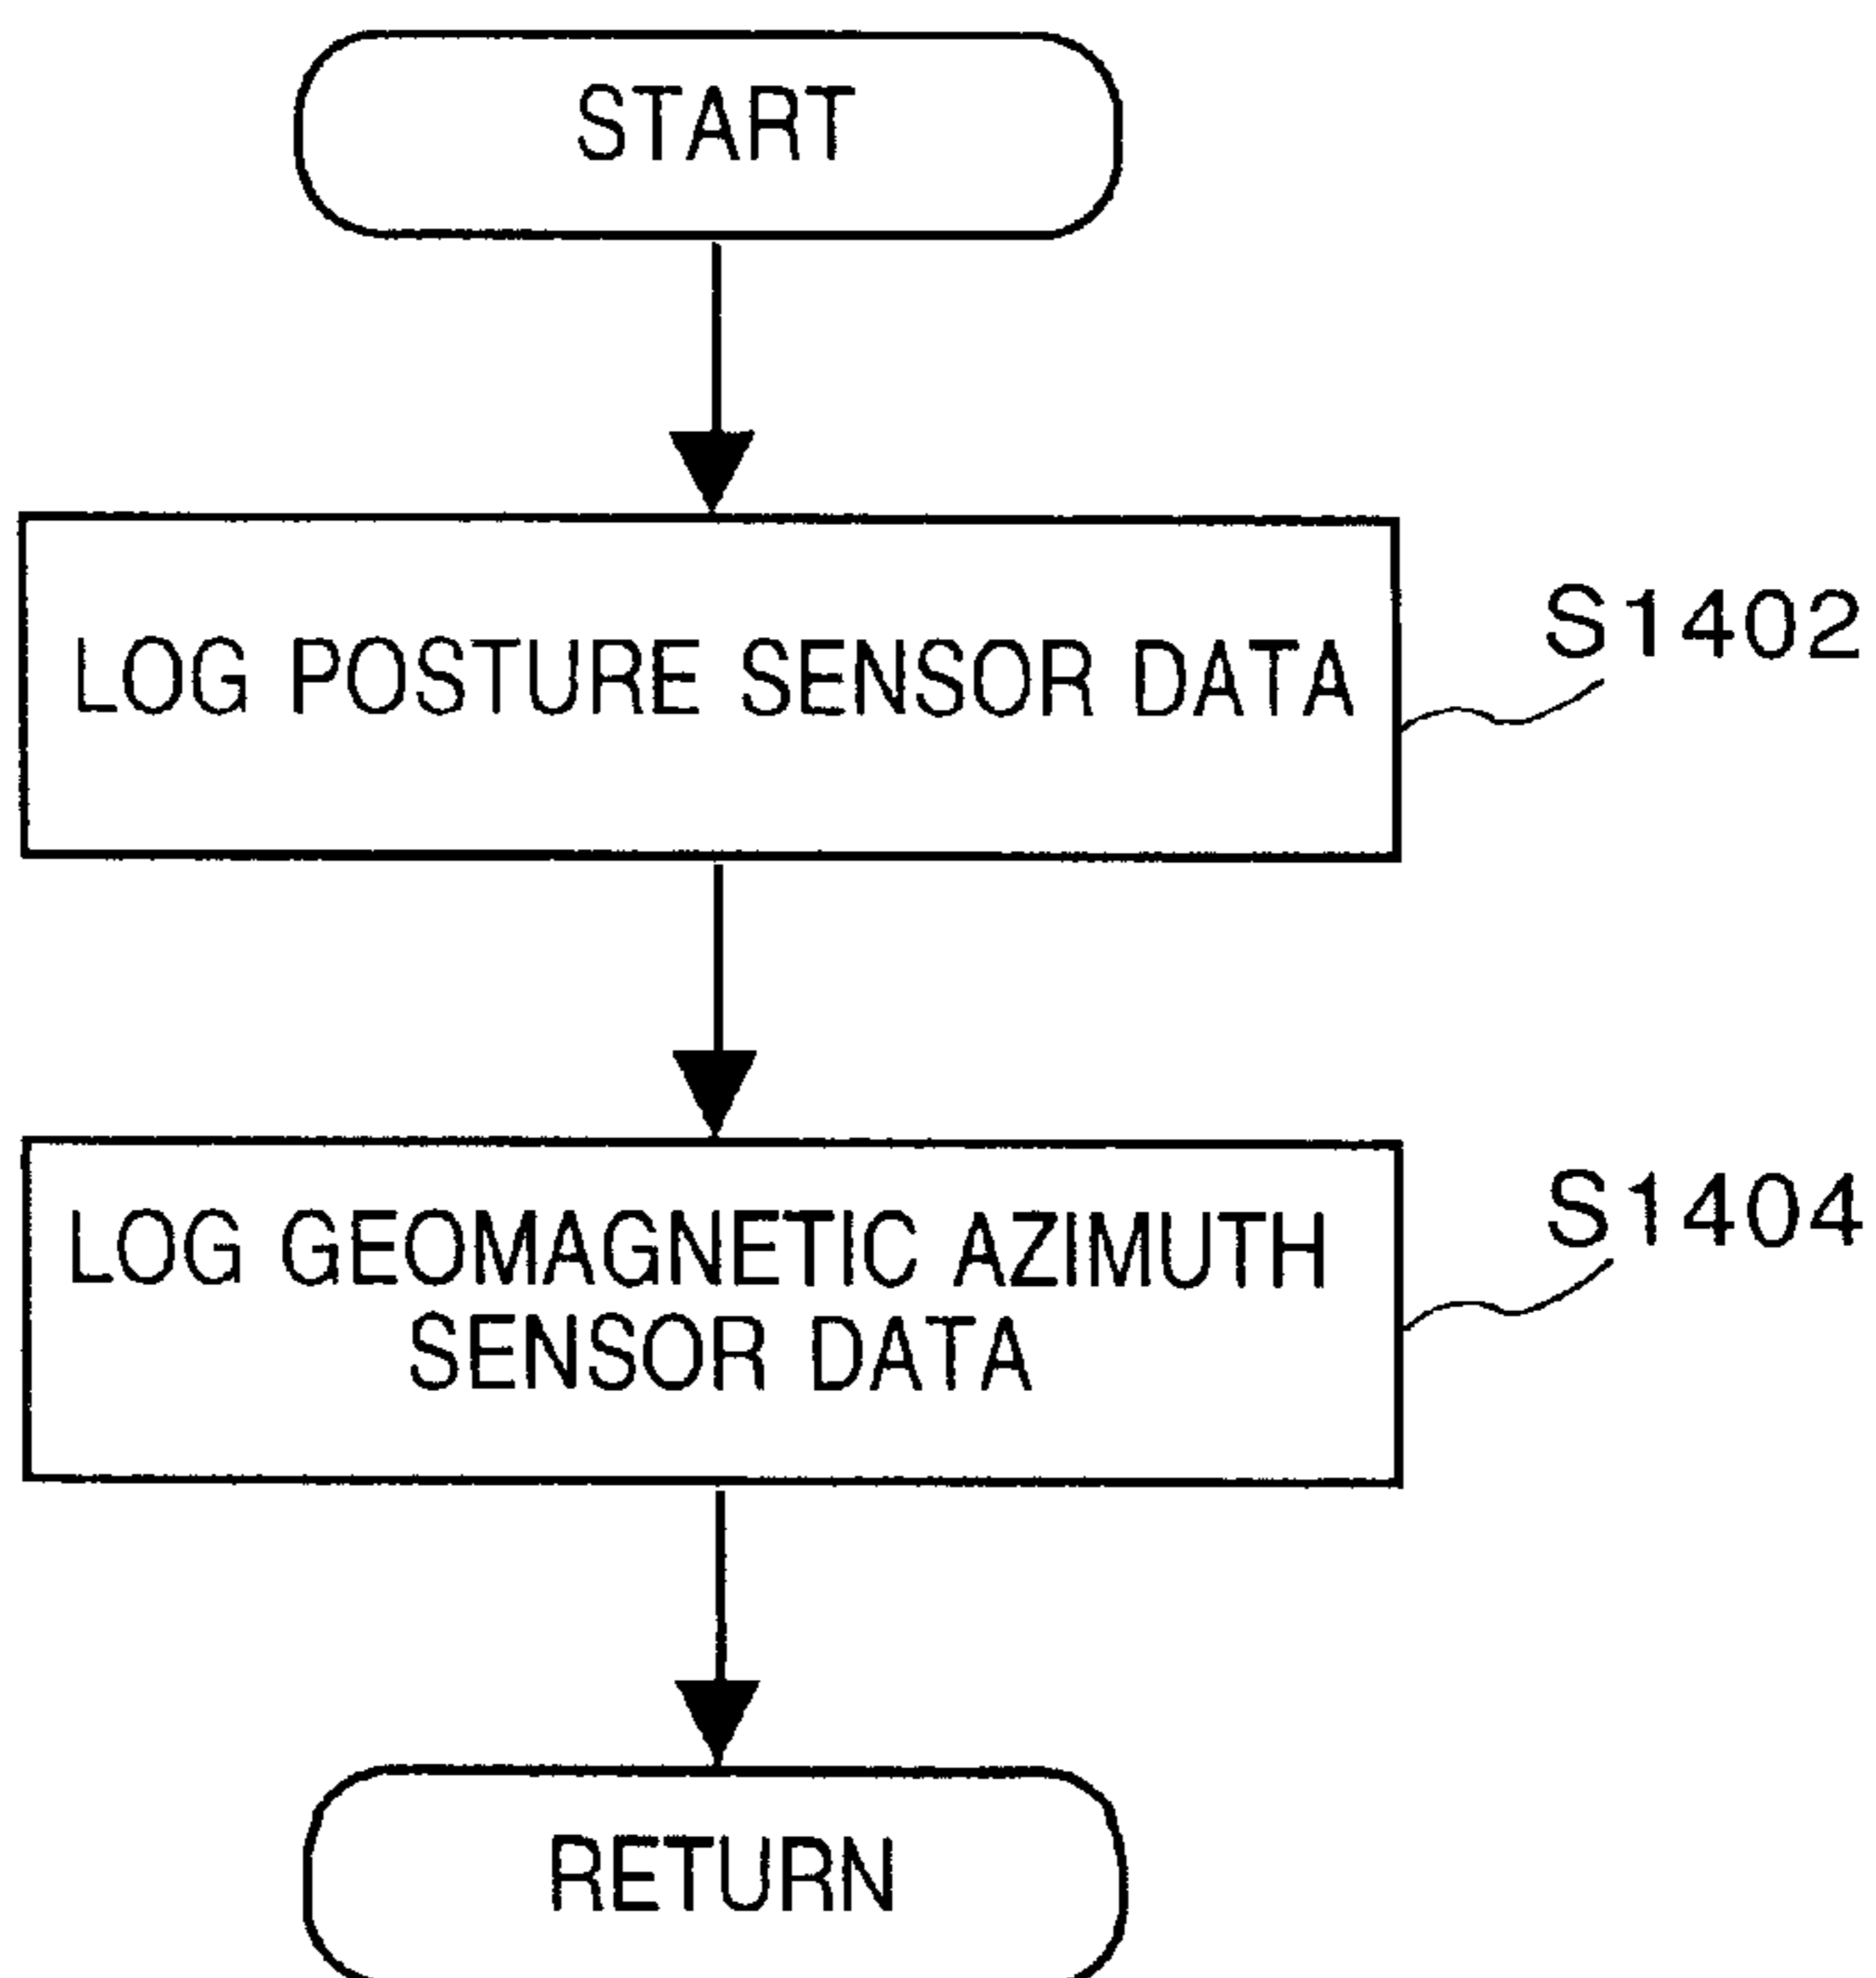 START
LOG POSTURE SENSOR DATA
S1402
LOG GEOMAGNETIC AZIMUTH
SENSOR DATA
S1404
RETURN